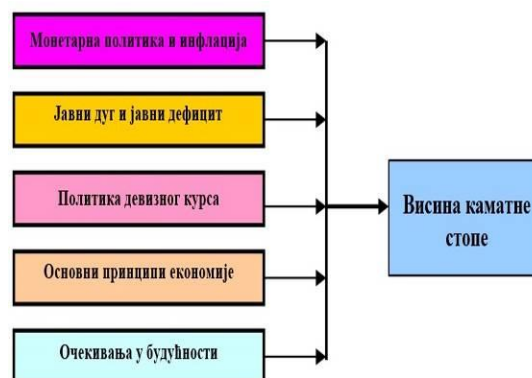 Монетарна политика и инфлација
Јавни дуг и јавни дефицит
Политика девизног курса
Основни принципи економије
Очекивања у будућности
Висина каматне
стопе